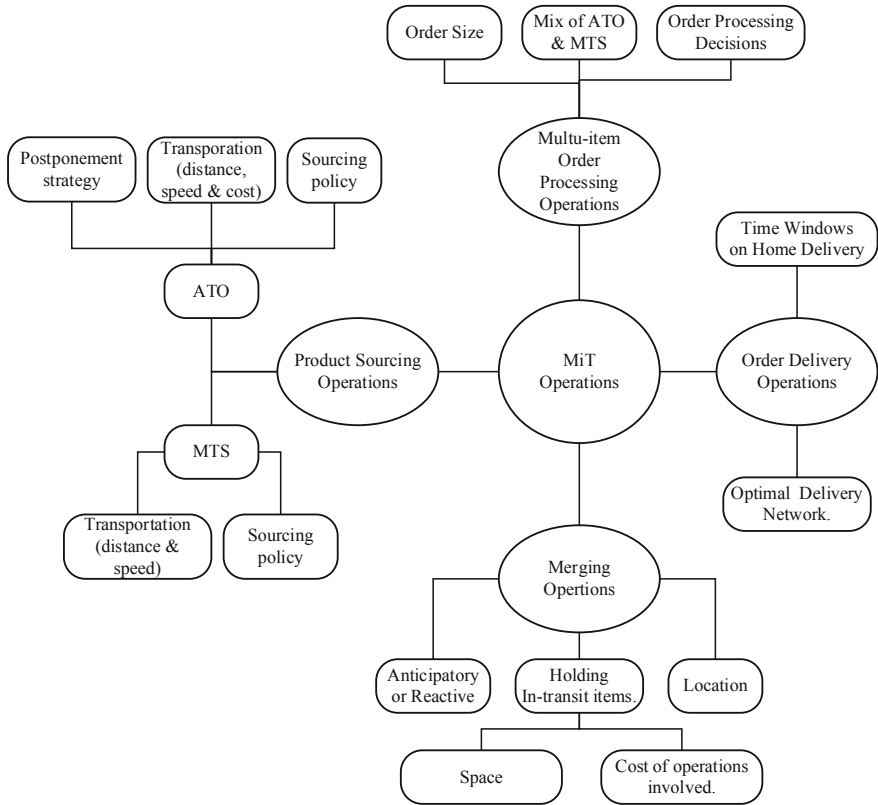 Order Size
Mix of ATO
& MTS
Order Processing
Decisions
Multu-item
Order
Processing
Operations
Postponement
strategy
Transporation
(distance,
speed & cost)
Sourcing
policy
ATO
Time Windows
on Home Delivery
Product Sourcing
Operations
MiT
Operations
Order Delivery
Operations
MTS
Transportation
(distance &
speed)
Sourcing
policy
Optimal Delivery
Network.
Merging
Opertions
Anticipatory
or Reactive
Holding
In-transit items.
Location
Space
Cost of operations
involved.